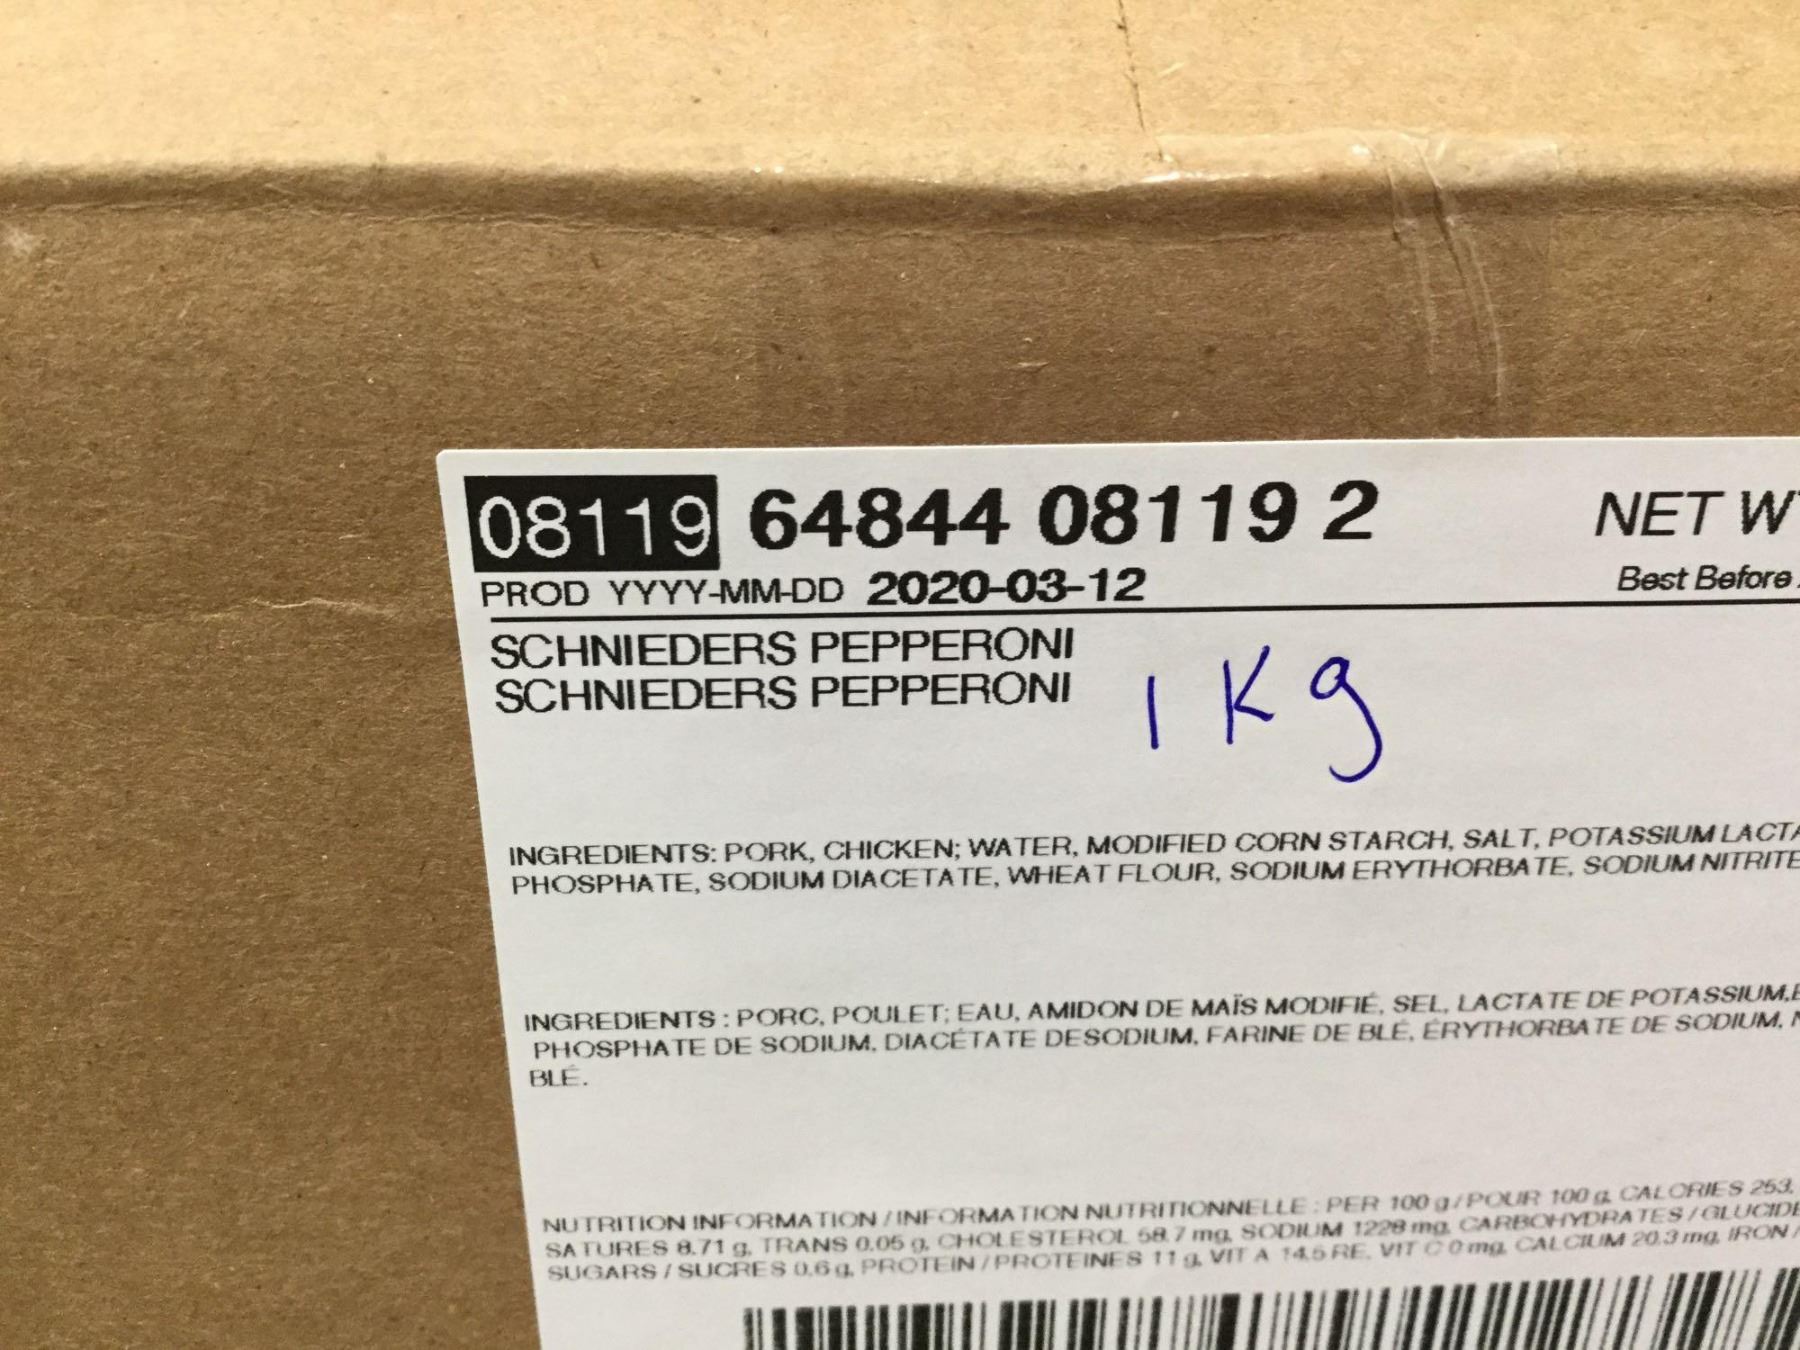 08119 64844 08119 2 NET
PROD YYYY-MM-DD 2020-03-12 Best Before
SCHNIEDERS PEPPERONI
SCHNIEDERS PEPPERONI
1 Kg
INGREDIENTS: PORK, CHICKEN; WATER, MODIFIED CORN STARCH, SALT, POTASSIUM
PHOSPHATE, SODIUM DIACETATE, WHEAT FLOUR, SODIUM ERYTHORBATE, SODIUM NITRITE
INGREDIENTS : PORC, POULET; EAU, AMIDON DE MAÏS MODIFIÉ, SEL, LACTATE DE POTASSIUM,
PHOSPHATE DE SODIUM, DIACÉTATE DESODIUM, FARINE DE BLÉ, ÉRYTHORBATE DE SODIUM,
BLÉ.
NUTRITION INFORMATION / INFORMATION NUTRITIONNELLE : PER 100 g / POUR 100 g, CALORIES 253,
SATURES 8.71 g, TRANS 0.05 g, CHOLESTEROL 58.7 mg, SODIUM 1228 mg, CARBOHYDRATES /
SUGARS / SUCRES 0.6 g, PROTEIN / PROTEINES 11 g, VIT A 14.5 RE, VIT C 0 mg, CALCIUM 20.3 mg, IRON /